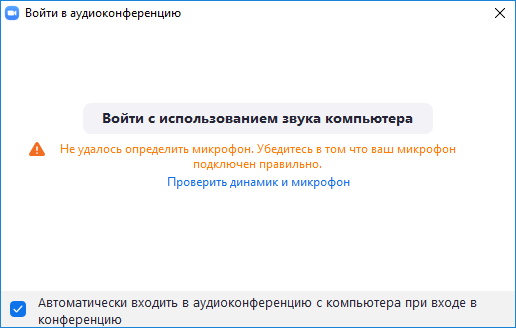 Войти в аудиоконференцию
Войти с использованием звука компьютера
Не удалось определить микрофон. Убедитесь в том что ваш микрофон
подключен правильно.
Проверить динамик и микрофон
Автоматически входить в аудиоконференцию с компьютера при входе в
конференцию